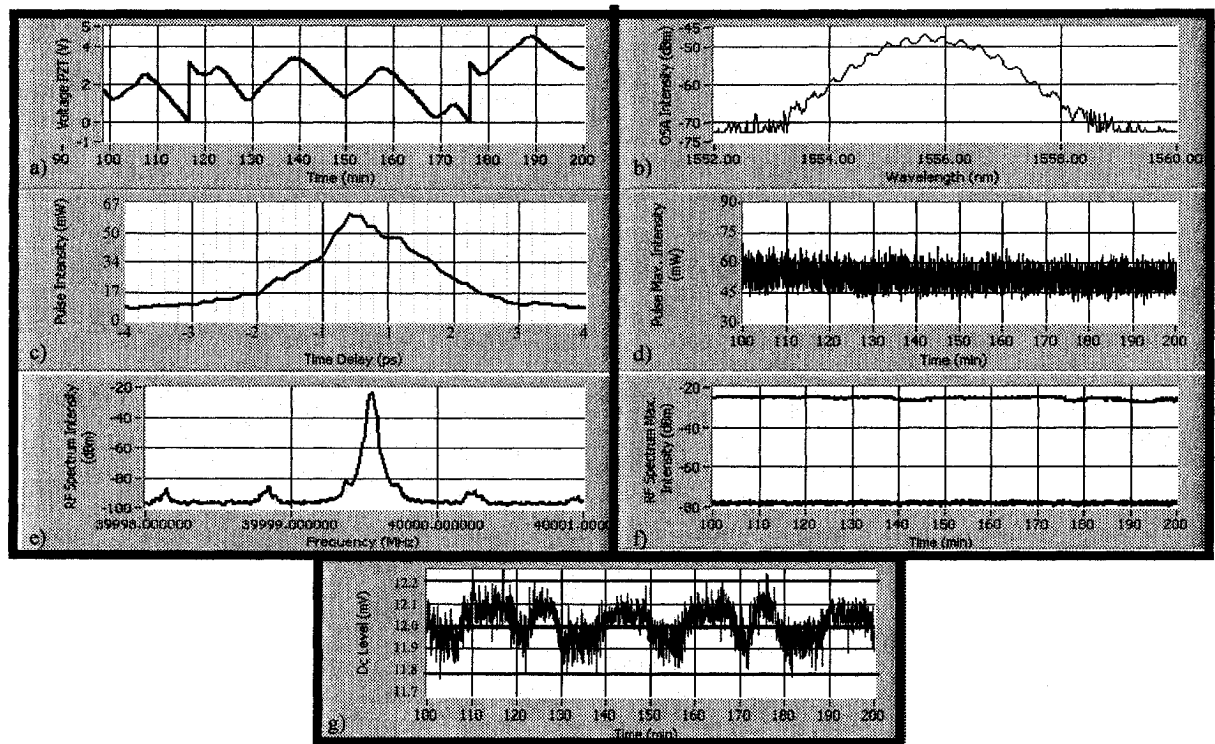 Voltage PZT (V)
5
4
2
0
-1
90
100 110 120 130 140 150 160 170 180 190 200
a) Time (min)
OSA Intensity (dBm)
-45
-50
-60
-70
-75
1552.00 1554.00 1556.00 1558.00 1560.00
b) Wavelength (nm)
Pulse Intensity (mW)
67
50
34
17
0
-4 -3 -2 -1 2 3 4
c) Time Delay (ps)
Pulse Max. Intensity
(mW)
90
75
60
45
30
100 110 120 130 140 150 160 170 180 190 200
d) Time (min)
RF Spectrum Intensity
(dBm)
-20
-40
-60
-80
-100
39998.000000 39999.000000 40000.000000 40001.000
e) Frequency (MHz)
RF Spectrum Max.
Intensity (dBm)
-20
-40
-60
-80
100 110 120 130 140 150 160 170 180 190 200
f) Time (min)
Dc Level (mV)
12.2
12.1
12.0
11.9
11.8
11.7
100 110 120 130 140 150 160 170 180 190 200
g) Time (min)